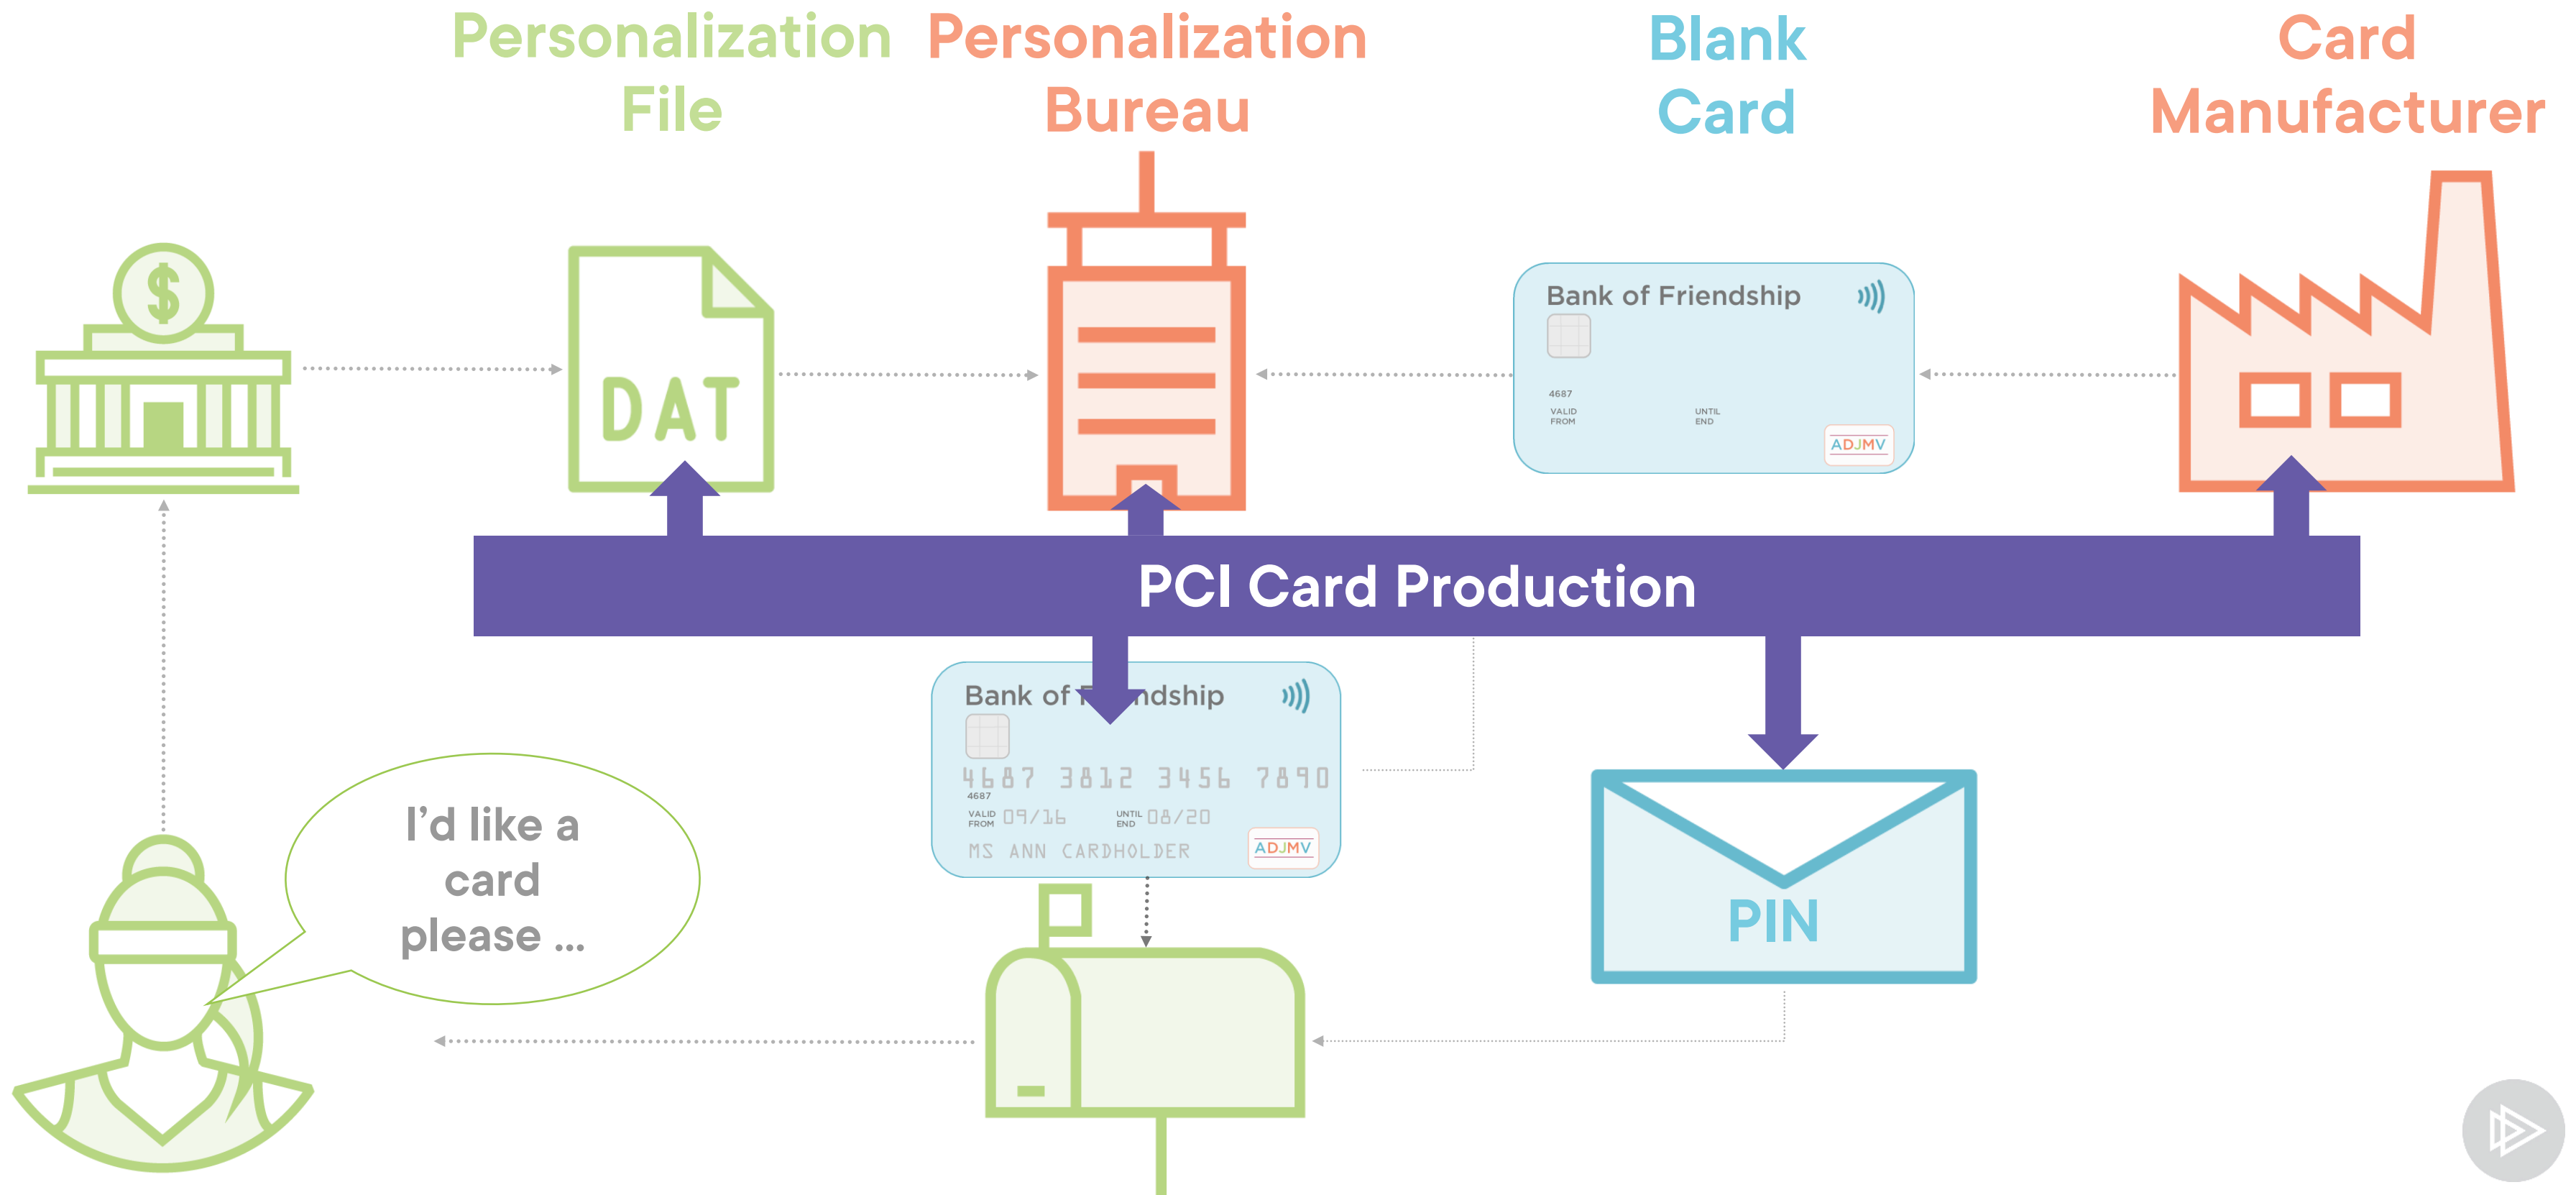 Personalization
File
Personalization
Bureau
Blank
Card
Card
Manufacturer
$
DAT
Bank of Friendship
4687
VALID
FROM
UNTIL
END
ADJMV
PCI Card Production
Bank of F ndship
4687 3812 3456 7890
4687
VALID
FROM
09/16
UNTIL
END
08/20
MS ANN CARDHOLDER
ADJMV
I'd like a
card
please ...
PIN